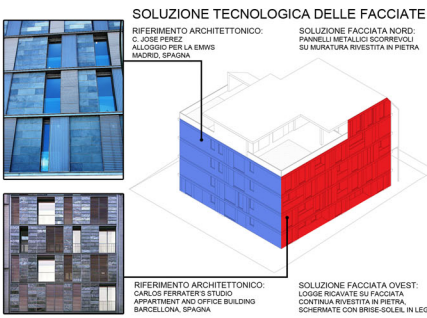 SOLUZIONE TECNOLOGICA DELLE FACCIATE
RIFERIMENTO ARCHITETTONICO:
C. JOSE PEREZ
ALLOGGIO PER LA EMWS
MADRID, SPAGNA
SOLUZIONE FACCIATA NORD:
PANNELLI METALLICI SCORREVOLI
SU MURATURA RIVESTITA IN PIETRA
RIFERIMENTO ARCHITETTONICO:
CARLOS FERRATER'S STUDIO
APPARTMENT AND OFFICE BUILDING
BARCELLONA, SPAGNA
SOLUZIONE FACCIATA OVEST:
LOGGE RICAVATE SU FACCIATA
CONTINUA RIVESTITA IN PIETRA,
SCHERMATE CON BRISE-SOLEIL IN LEG